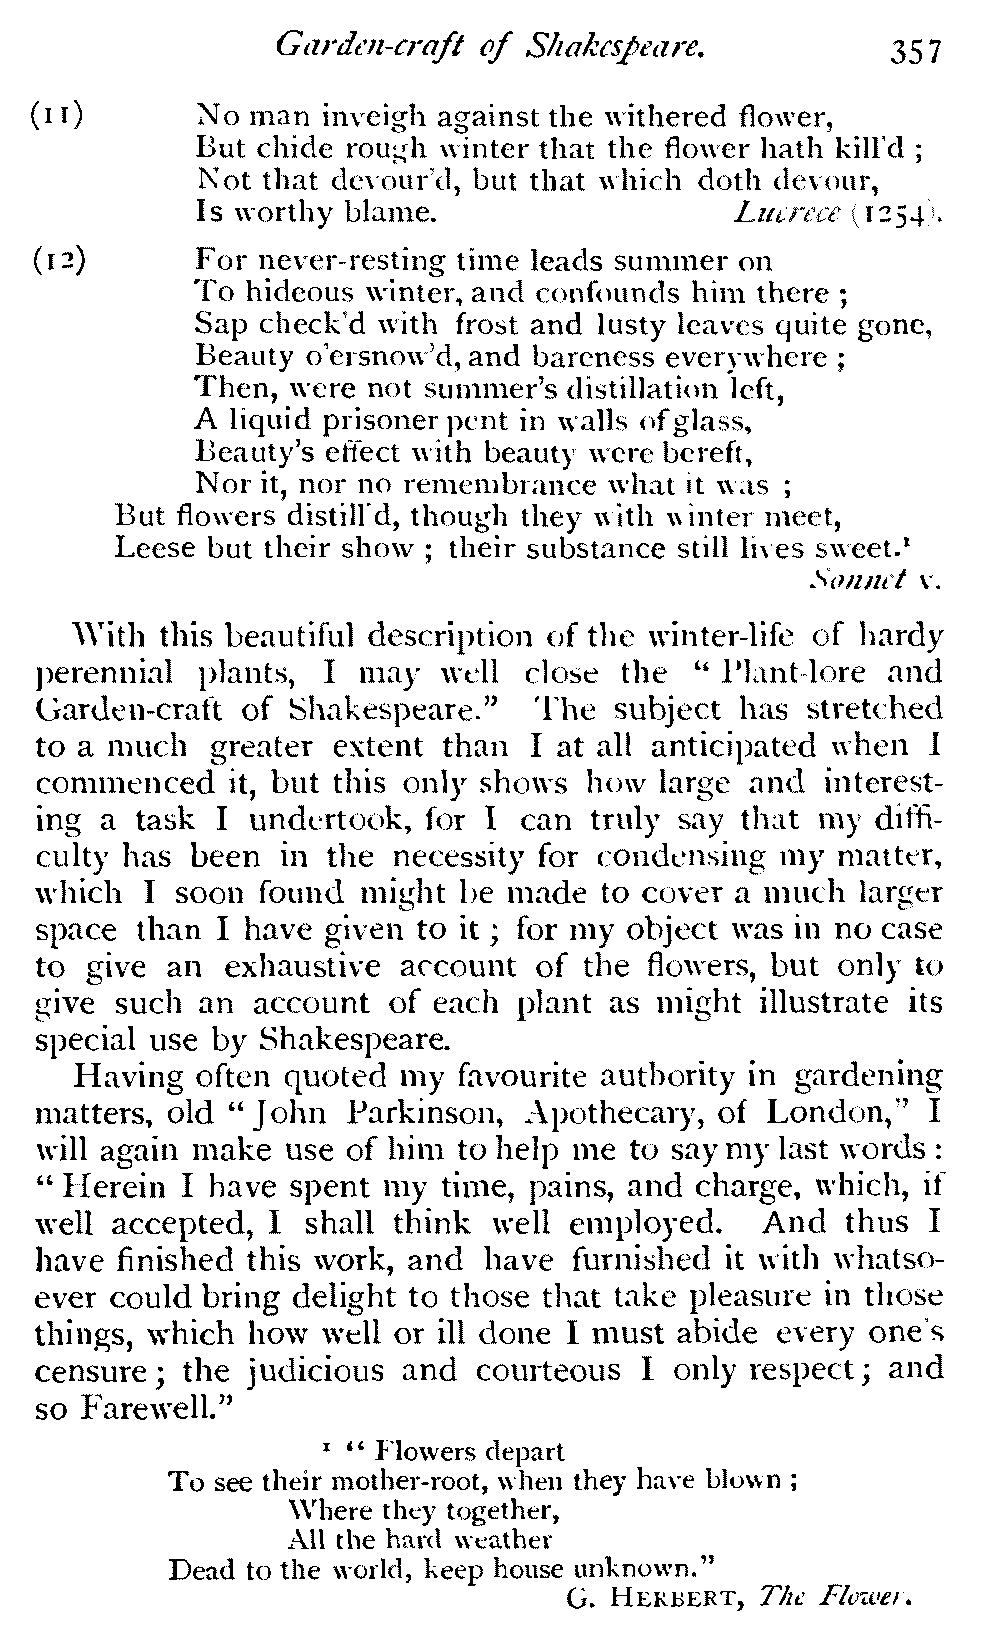 Garden-craft of Shakespeare. 357
(11) No man inveigh against the withered flower,
But chide rough winter that the flower hath kill'd ;
Not that devour'd, but that which doth devour,
Is worthy blame. Lucrece (1254).
(12) For never-resting time leads summer on
To hideous winter, and confounds him there ;
Sap check'd with frost and lusty leaves quite gone,
Beauty o'ersnow'd, and bareness everywhere ;
Then, were not summer's distillation left,
A liquid prisoner pent in walls of glass,
Beauty's effect with beauty were bereft,
Nor it, nor no remembrance what it was ;
But flowers distill'd, though they with winter meet,
Leese but their show ; their substance still lives sweet.¹
Sonnet v.
With this beautiful description of the winter-life of hardy
perennial plants, I may well close the “ Plant-lore and
Garden-craft of Shakespeare.” The subject has stretched
to a much greater extent than I at all anticipated when I
commenced it, but this only shows how large and interest-
ing a task I undertook, for I can truly say that my diffi-
culty has been in the necessity for condensing my matter,
which I soon found might be made to cover a much larger
space than I have given to it ; for my object was in no case
to give an exhaustive account of the flowers, but only to
give such an account of each plant as might illustrate its
special use by Shakespeare.
Having often quoted my favourite authority in gardening
matters, old “ John Parkinson, Apothecary, of London,” I
will again make use of him to help me to say my last words :
“ Herein I have spent my time, pains, and charge, which, if
well accepted, I shall think well employed. And thus I
have finished this work, and have furnished it with whatso-
ever could bring delight to those that take pleasure in those
things, which how well or ill done I must abide every one's
censure ; the judicious and courteous I only respect ; and
so Farewell.”
¹ “ Flowers depart
To see their mother-root, when they have blown ;
Where they together,
All the hard weather
Dead to the world, keep house unknown.”
G. HERBERT, The Flower.